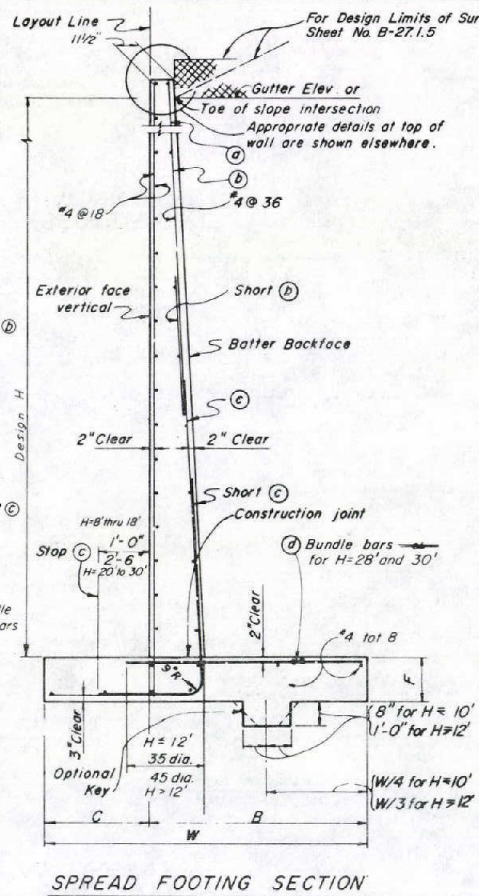 Layout Line
11½"
For Design Limits of Sur
Sheet No. B-27.1.5
Gutter Elev. or
Toe of slope intersection
Appropriate details at top of
wall are shown elsewhere.
a
b
#4 @ 18
#4 @ 36
Exterior face
vertical
Short b
b
Batter Backface
Design H
c
2" Clear
2" Clear
Short c
c
Construction joint
H=8' thru 18'
1'-0"
Stop c
2'-6
H=20' to 30'
d Bundle bars
for H=28' and 30'
ars
2" Clear
#4 tot 8
9"R
F
3" Clear
8" for H ≤ 10'
1'-0" for H ≥ 12'
H ≤ 12'
35 dia.
45 dia.
H > 12'
Optional
Key
W/4 for H ≤ 10'
W/3 for H ≥ 12'
C
B
W
SPREAD FOOTING SECTION